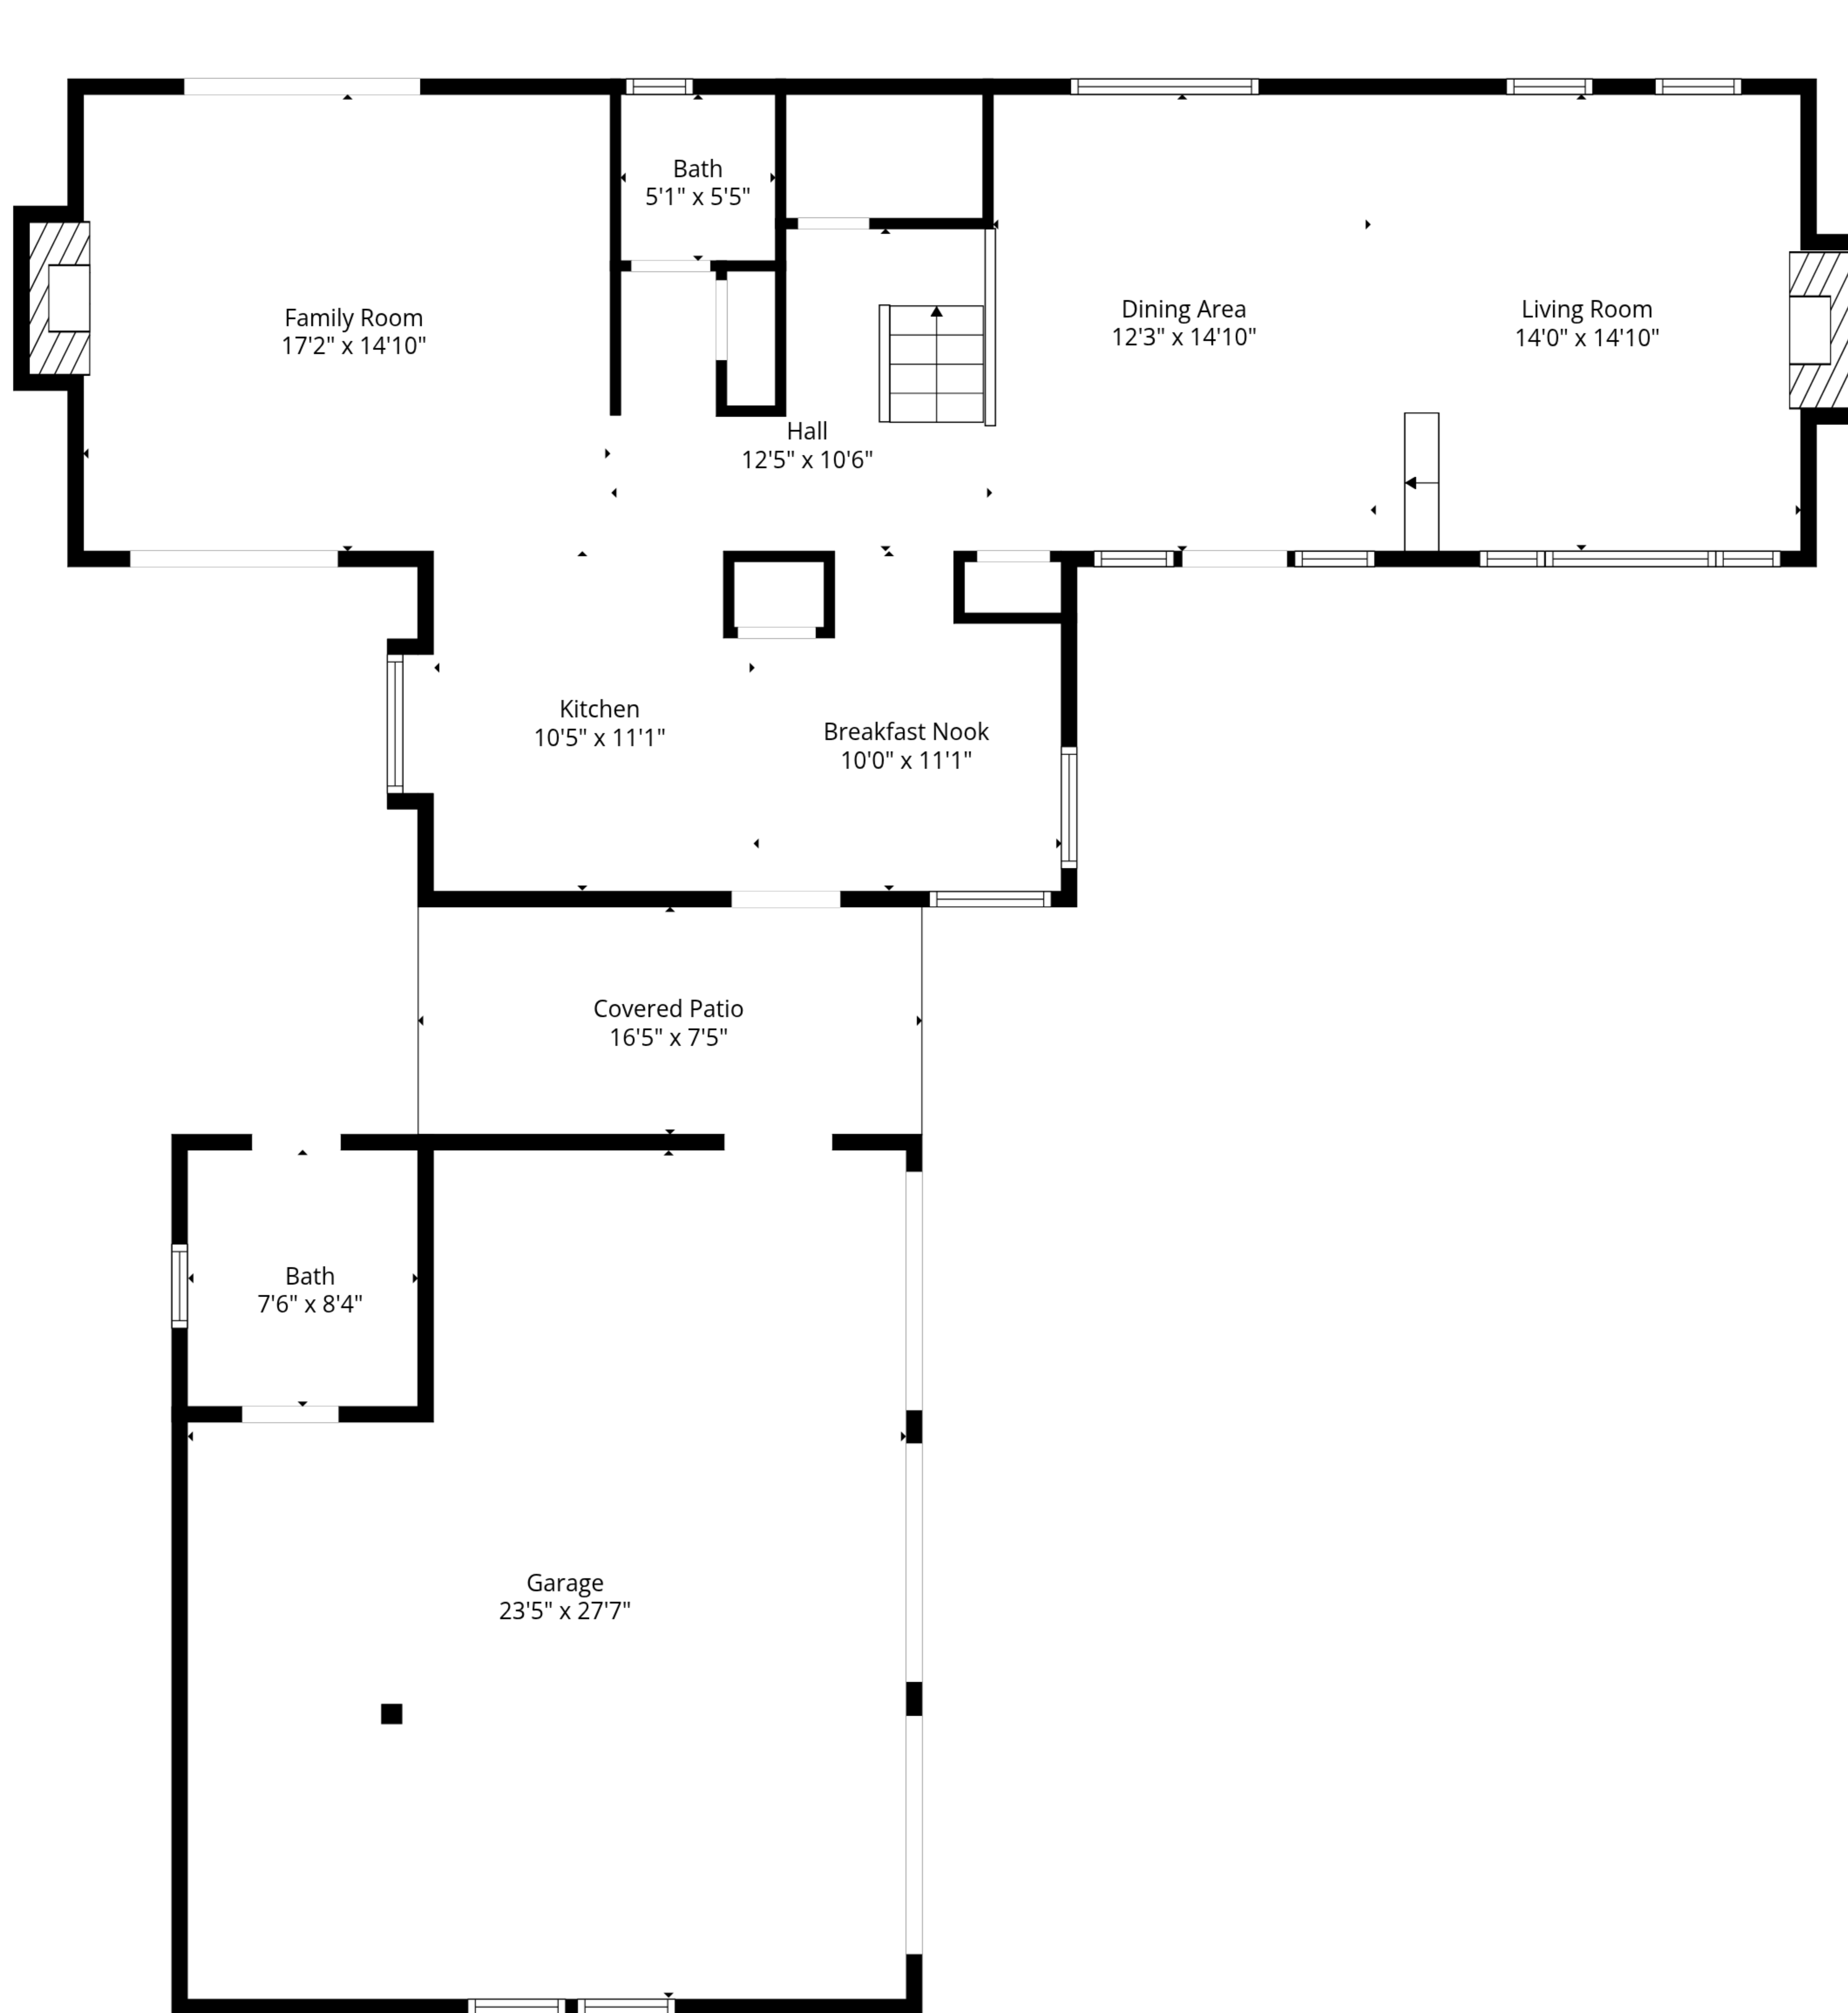 Bath
5'1" x 5'5"
Family Room
17'2" x 14'10"
Dining Area
12'3" x 14'10"
Living Room
14'0" x 14'10"
Hall
12'5" x 10'6"
Kitchen
10'5" x 11'1"
Breakfast Nook
10'0" x 11'1"
Covered Patio
16'5" x 7'5"
Bath
7'6" x 8'4"
Garage
23'5" x 27'7"